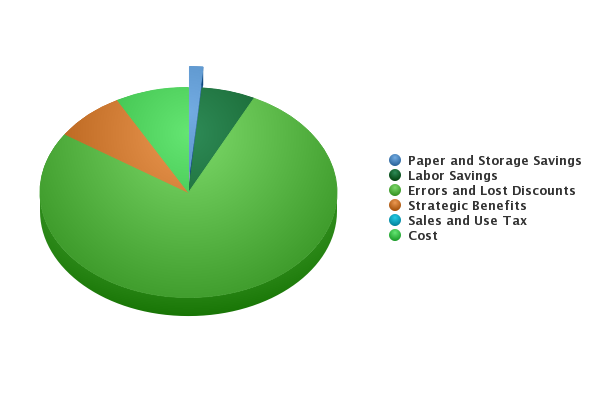 Paper and Storage Savings
Labor Savings
Errors and Lost Discounts
Strategic Benefits
Sales and Use Tax
Cost